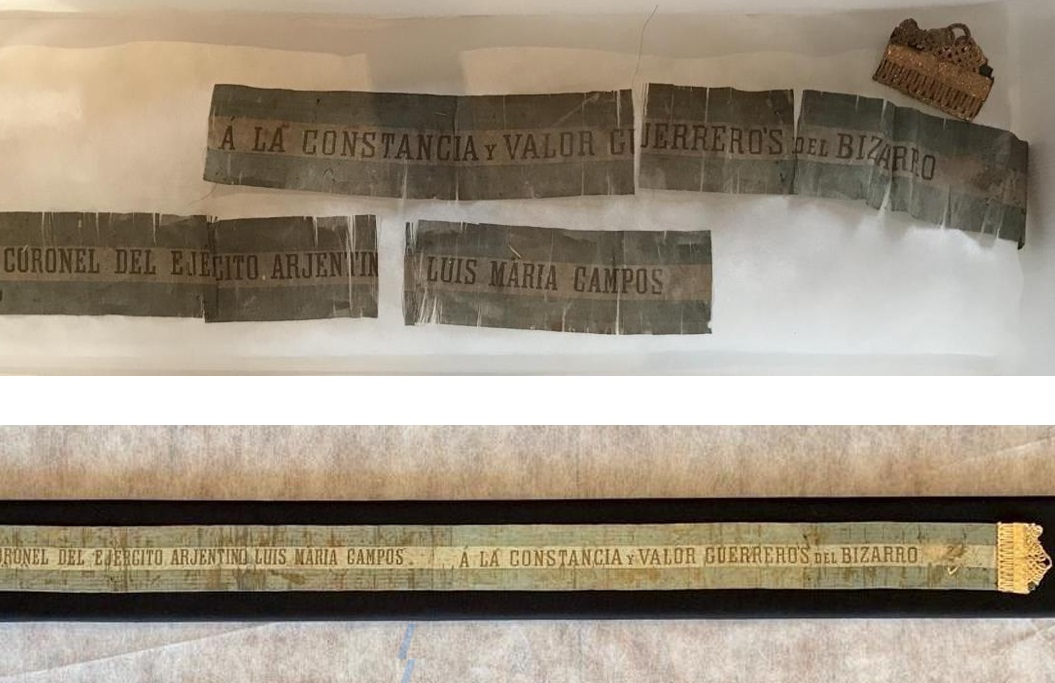 Á LA CONSTANCIA Y VALOR GUERRERO'S DEL BIZARRO
CORONEL DEL EJECITO ARJENTIN
LUIS MARIA CAMPOS
ORONEL DEL EJERCITO ARJENTINO LUIS MARIA CAMPOS. Á LA CONSTANCIA Y VALOR GUERRERO'S DEL BIZARRO